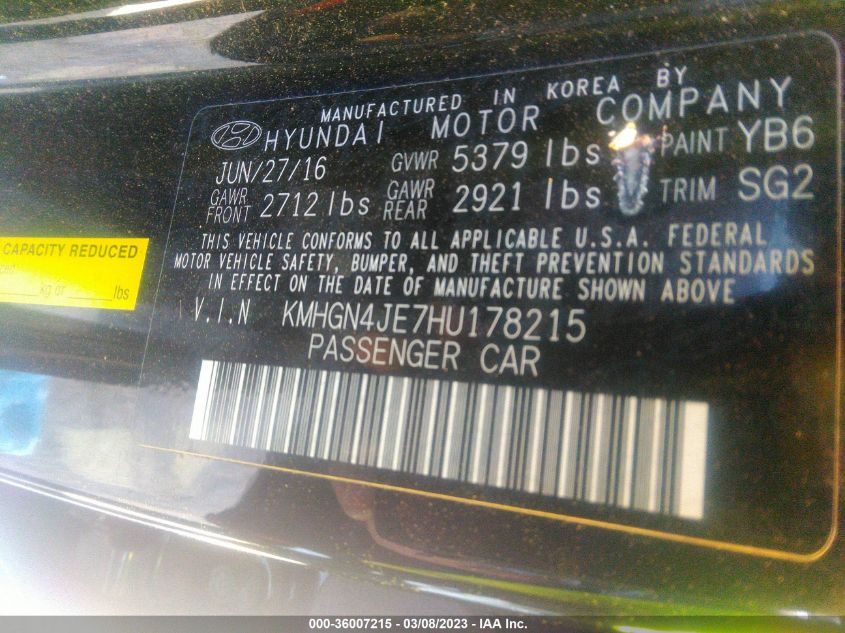 MANUFACTURED IN KOREA BY
HYUNDAI MOTOR COMPANY
JUN/27/16 GVWR 5379 lbs PAINT YB6
GAWR FRONT 2712 lbs GAWR REAR 2921 lbs TRIM SG2
THIS VEHICLE CONFORMS TO ALL APPLICABLE U.S.A. FEDERAL
MOTOR VEHICLE SAFETY, BUMPER, AND THEFT PREVENTION STANDARDS
IN EFFECT ON THE DATE OF MANUFACTURE SHOWN ABOVE
V.I.N KMHGN4JE7HU178215
PASSENGER CAR
CAPACITY REDUCED
kg or lbs
000-36007215 - 03/08/2023 - IAA Inc.